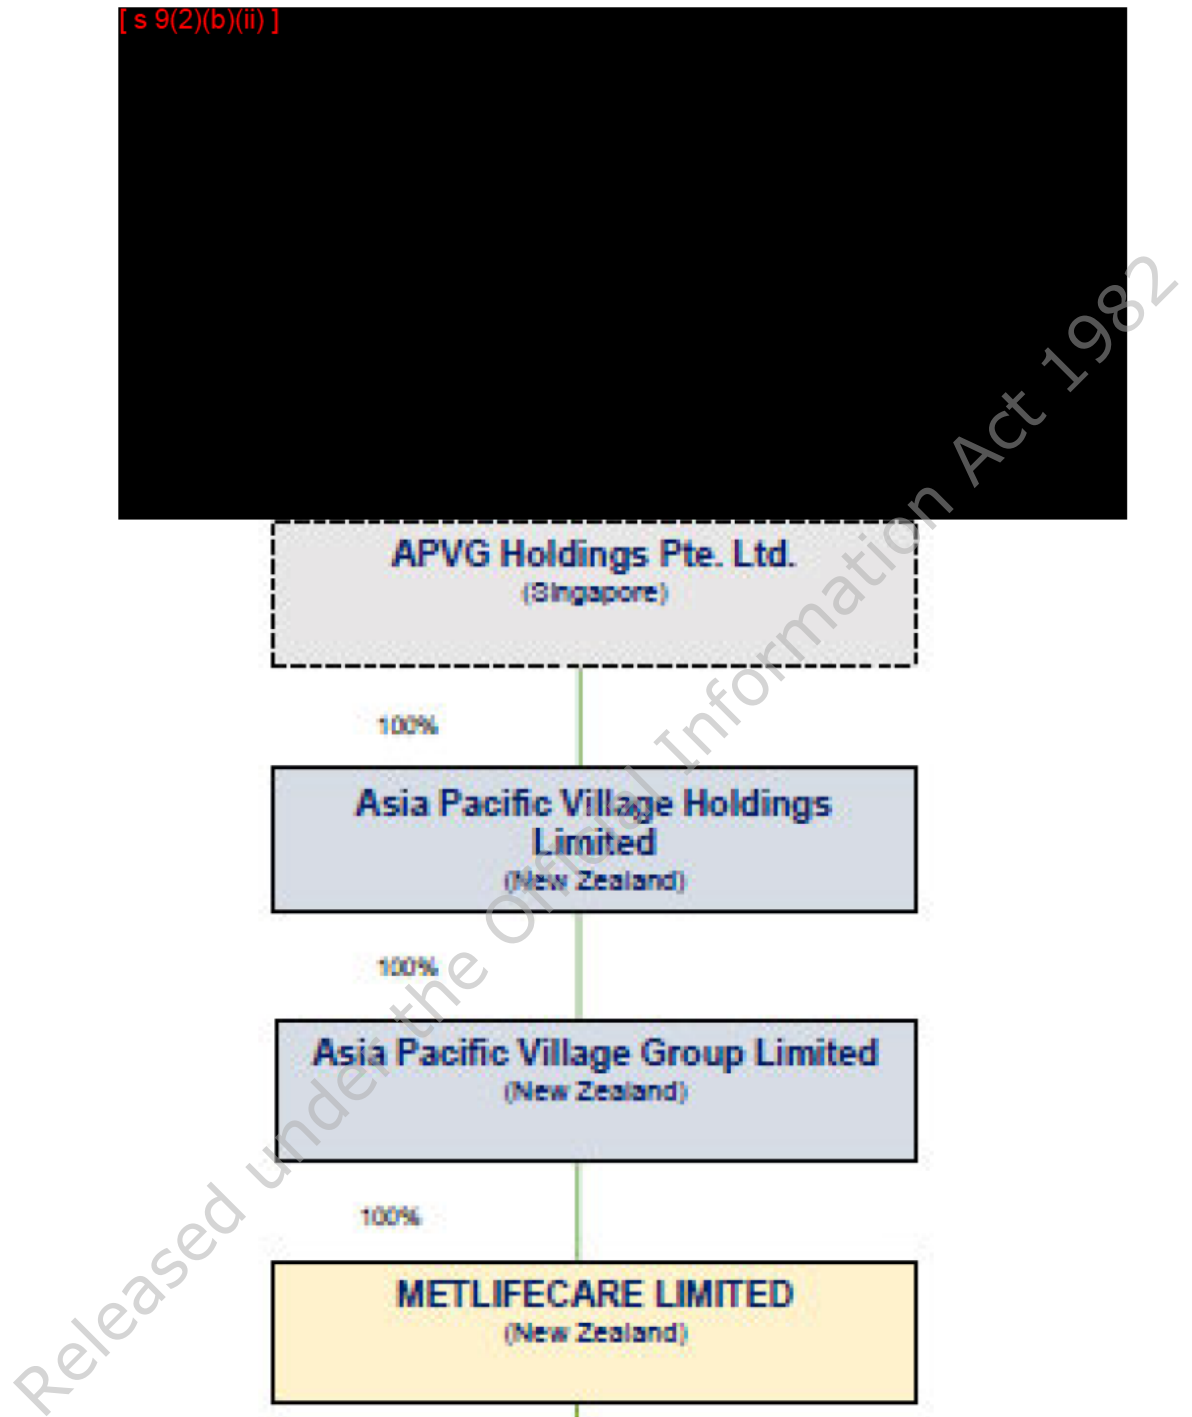 [ s 9(2)(b)(ii) ]
APVG Holdings Pte. Ltd.
(Singapore)
100%
Asia Pacific Village Holdings
Limited
(New Zealand)
100%
Asia Pacific Village Group Limited
(New Zealand)
100%
METLIFECARE LIMITED
(New Zealand)
Released under the Official Information Act 1982